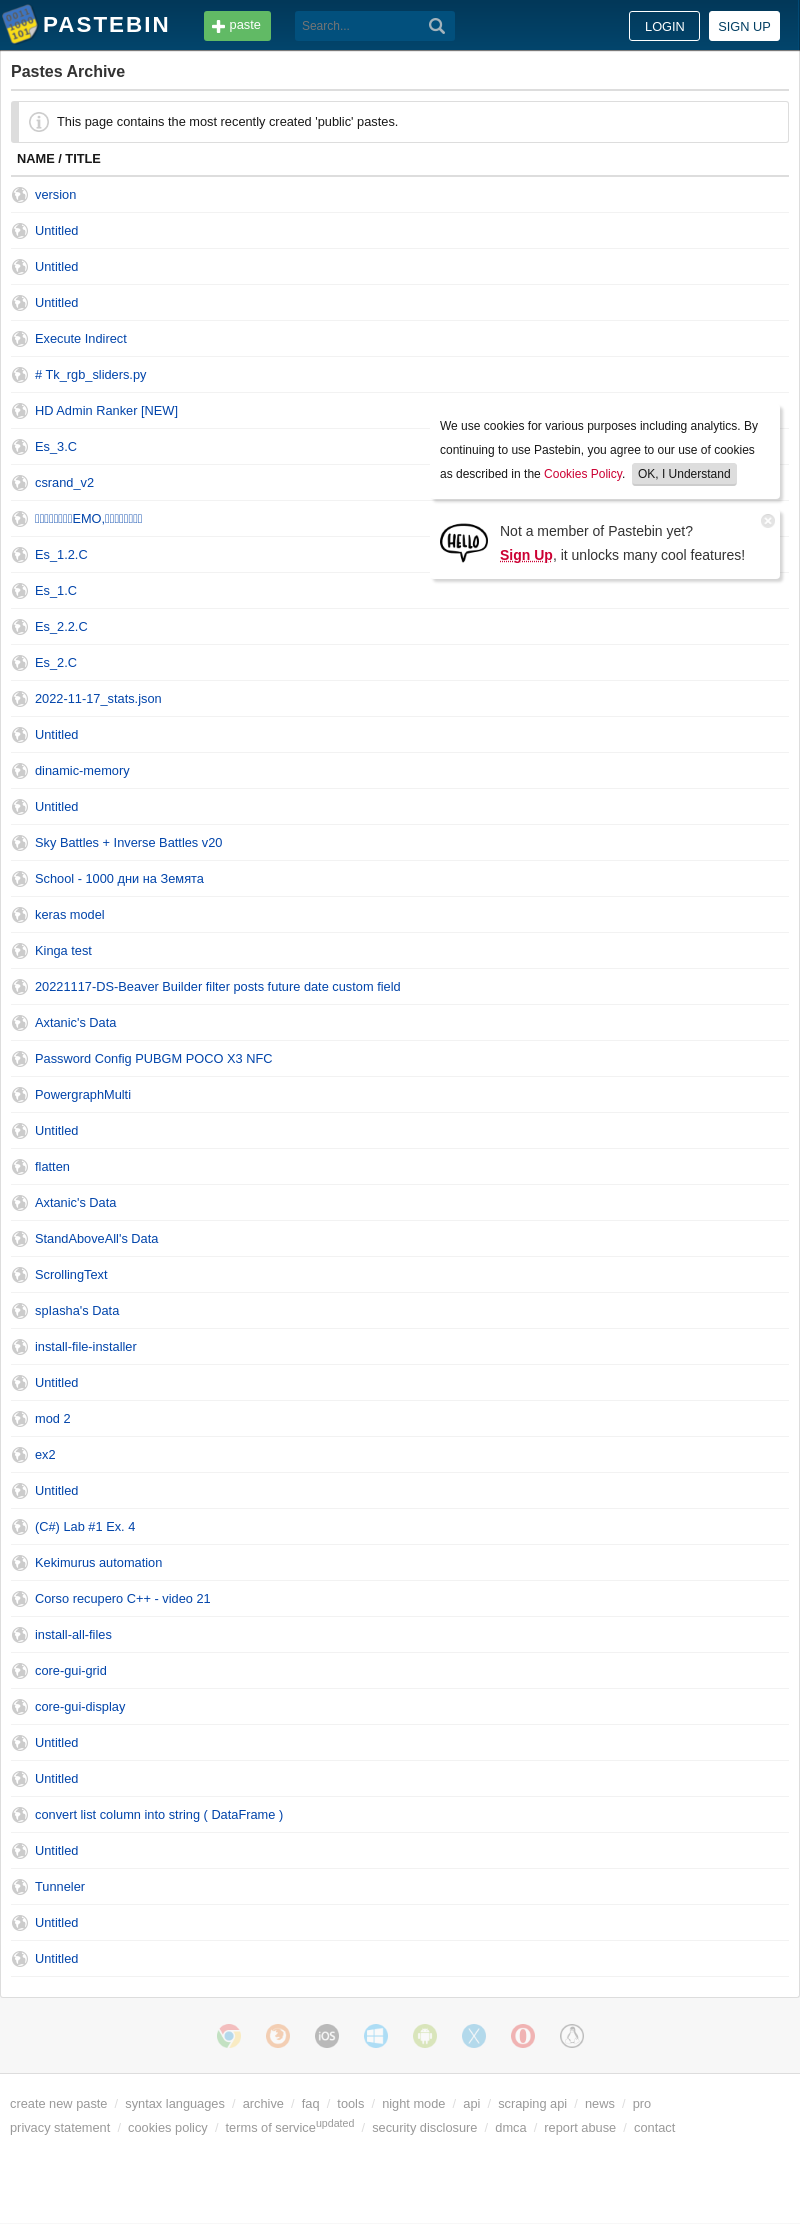 PASTEBIN
paste
Search...
LOGIN
SIGN UP
Pastes Archive
This page contains the most recently created 'public' pastes.
NAME / TITLE
version
Untitled
Untitled
Untitled
Execute Indirect
# Tk_rgb_sliders.py
HD Admin Ranker [NEW]
Es_3.C
csrand_v2
EMO,
Es_1.2.C
Es_1.C
Es_2.2.C
Es_2.C
2022-11-17_stats.json
Untitled
dinamic-memory
Untitled
Sky Battles + Inverse Battles v20
School - 1000 дни на Земята
keras model
Kinga test
20221117-DS-Beaver Builder filter posts future date custom field
Axtanic's Data
Password Config PUBGM POCO X3 NFC
PowergraphMulti
Untitled
flatten
Axtanic's Data
StandAboveAll's Data
ScrollingText
splasha's Data
install-file-installer
Untitled
mod 2
ex2
Untitled
(C#) Lab #1 Ex. 4
Kekimurus automation
Corso recupero C++ - video 21
install-all-files
core-gui-grid
core-gui-display
Untitled
Untitled
convert list column into string ( DataFrame )
Untitled
Tunneler
Untitled
Untitled
We use cookies for various purposes including analytics. By
continuing to use Pastebin, you agree to our use of cookies
as described in the Cookies Policy. OK, I Understand
HELLO
Not a member of Pastebin yet?
Sign Up, it unlocks many cool features!
iOS
create new paste / syntax languages / archive / faq / tools / night mode / api / scraping api / news / pro
privacy statement / cookies policy / terms of service updated / security disclosure / dmca / report abuse / contact